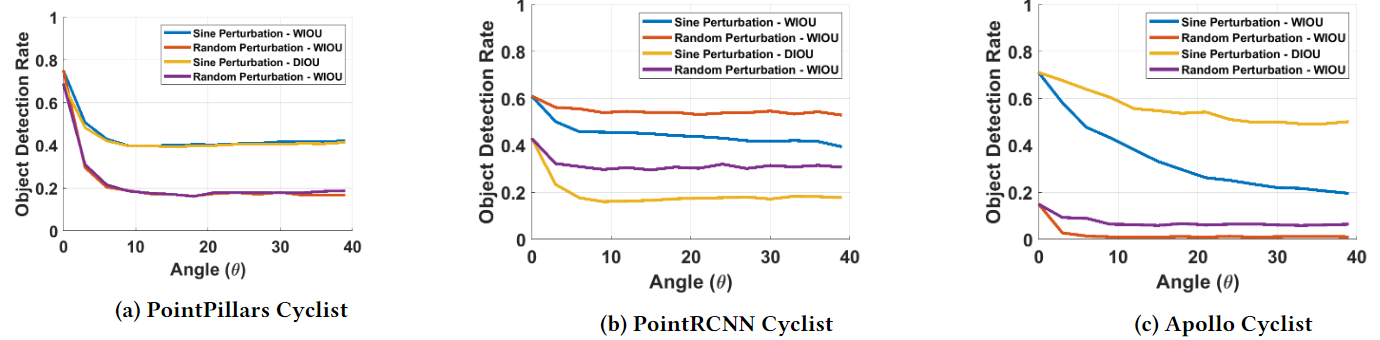 Object Detection Rate
1
0.8
0.6
0.4
0.2
0
Sine Perturbation - WIOU
Random Perturbation - WIOU
Sine Perturbation - DIOU
Random Perturbation - WIOU
0 10 20 30 40
Angle (θ)
(a) PointPillars Cyclist
Object Detection Rate
1
0.8
0.6
0.4
0.2
0
Sine Perturbation - WIOU
Random Perturbation - WIOU
Sine Perturbation - DIOU
Random Perturbation - WIOU
0 10 20 30 40
Angle (θ)
(b) PointRCNN Cyclist
Object Detection Rate
1
0.8
0.6
0.4
0.2
0
Sine Perturbation - WIOU
Random Perturbation - WIOU
Sine Perturbation - DIOU
Random Perturbation - WIOU
0 10 20 30 40
Angle (θ)
(c) Apollo Cyclist